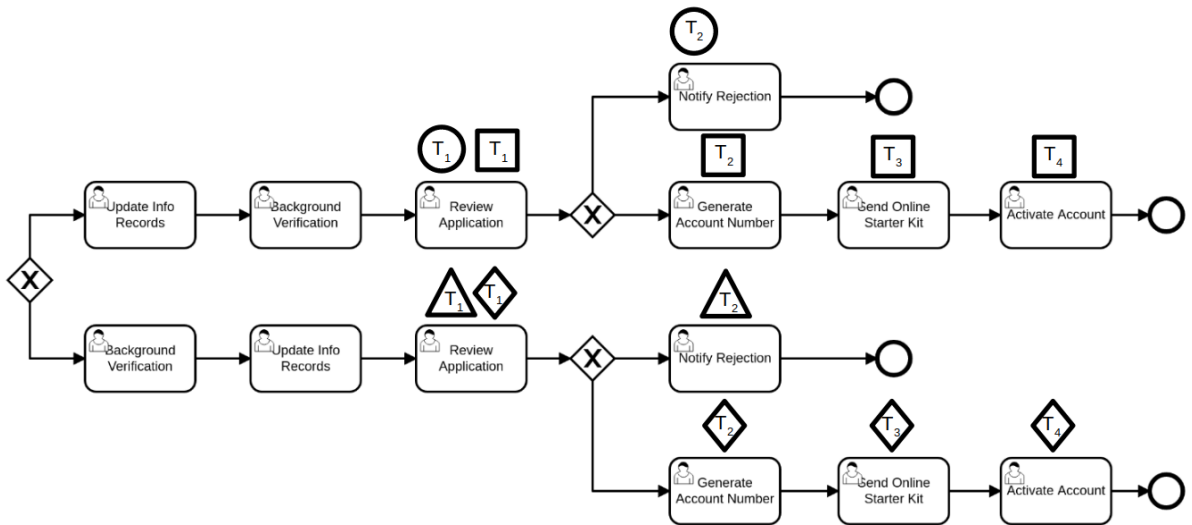 T2
Notify Rejection
T1 T1 T2 T3 T4
Update Info
Records
Background
Verification
Review
Application
X
Generate
Account Number
Send Online
Starter Kit
Activate Account
X
T1 T1 T2
Background
Verification
Update Info
Records
Review
Application
X
Notify Rejection
T2 T3 T4
Generate
Account Number
Send Online
Starter Kit
Activate Account